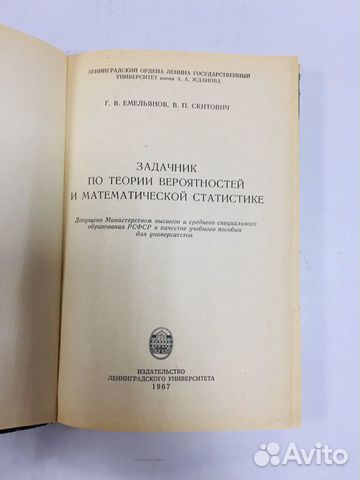 ЛЕНИНГРАДСКИЙ ОРДЕНА ЛЕНИНА ГОСУДАРСТВЕННЫЙ
УНИВЕРСИТЕТ имени А. А. ЖДАНОВА
Г. В. ЕМЕЛЬЯНОВ, В. П. СКИТОВИЧ
ЗАДАЧНИК
ПО ТЕОРИИ ВЕРОЯТНОСТЕЙ
И МАТЕМАТИЧЕСКОЙ СТАТИСТИКЕ
Допущено Министерством высшего и среднего специального
образования РСФСР в качестве учебного пособия
для университетов
ИЗДАТЕЛЬСТВО
ЛЕНИНГРАДСКОГО УНИВЕРСИТЕТА
1967
Avito